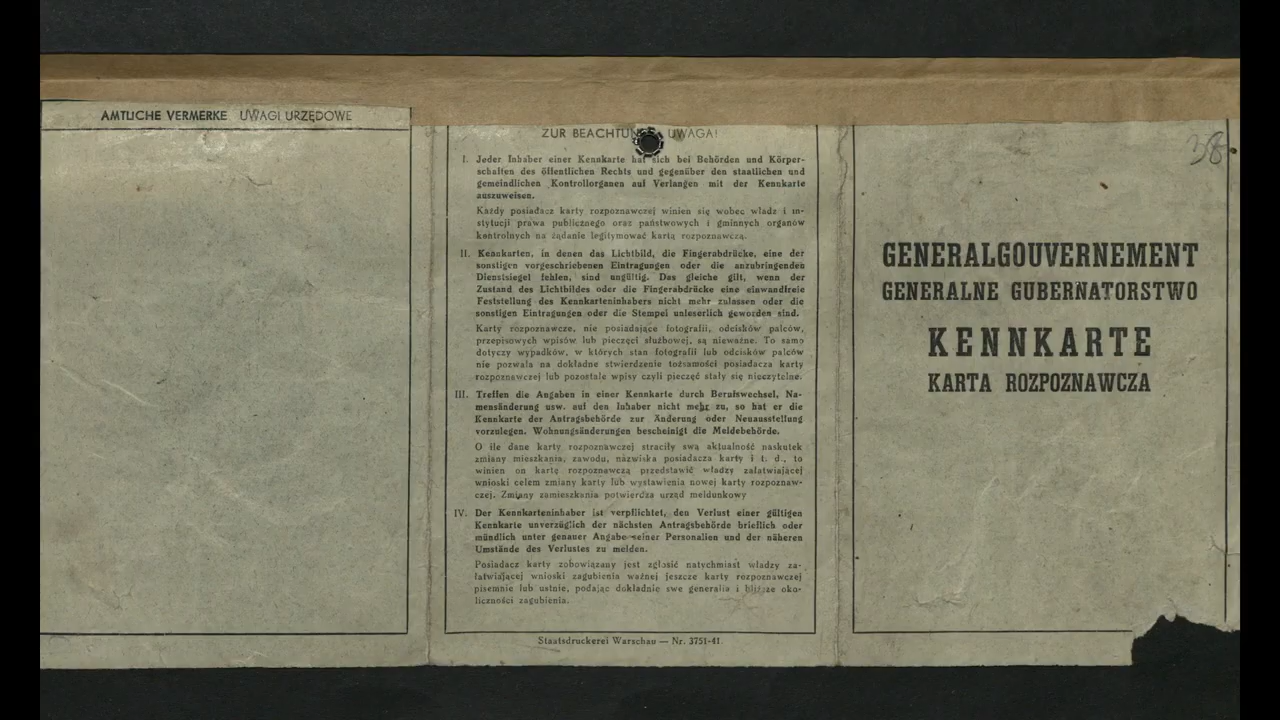 AMTLICHE VERMERKE UWAGI URZĘDOWE
ZUR BEACHTUNG UWAGA!
I. Jeder Inhaber einer Kennkarte hat sich bei Behörden und Körper-
schaften des öffentlichen Rechts und gegenüber den staatlichen und
gemeindlichen Kontrollorganen auf Verlangen mit der Kennkarte
auszuweisen.
Każdy posiadacz karty rozpoznawczej winien się wobec władz i in-
stytucji prawa publicznego oraz państwowych i gminnych organów
kontrolnych na żądanie legitymować kartą rozpoznawczą.
II. Kennkarten, in denen das Lichtbild, die Fingerabdrücke, eine der
sonstigen vorgeschriebenen Eintragungen oder die anzubringenden
Dienstsiegel fehlen, sind ungültig. Das gleiche gilt, wenn der
Zustand des Lichtbildes oder die Fingerabdrücke eine einwandfreie
Feststellung des Kennkarteninhabers nicht mehr zulassen oder die
sonstigen Eintragungen oder die Stempel unleserlich geworden sind.
Karty rozpoznawcze, nie posiadające fotografii, odcisków palców,
przepisowych wpisów lub pieczęci służbowej, są nieważne. To samo
dotyczy wypadków, w których stan fotografii lub odcisków palców
nie pozwala na dokładne stwierdzenie tożsamości posiadacza karty
rozpoznawczej lub pozostałe wpisy czyli pieczęć stały się nieczytelne.
III. Treffen die Angaben in einer Kennkarte durch Berufswechsel, Na-
mensänderung usw. auf den Inhaber nicht mehr zu, so hat er die
Kennkarte der Antragsbehörde zur Änderung oder Neuausstellung
vorzulegen. Wohnungsänderungen bescheinigt die Meldebehörde.
O ile dane karty rozpoznawczej straciły swą aktualność naskutek
zmiany mieszkania, zawodu, nazwiska posiadacza karty i t. d., to
winien on kartę rozpoznawczą przedstawić władzy załatwiającej
wnioski celem zmiany karty lub wystawienia nowej karty rozpoznaw-
czej. Zmiany zamieszkania potwierdza urząd meldunkowy
IV. Der Kennkarteninhaber ist verpflichtet, den Verlust einer gültigen
Kennkarte unverzüglich der nächsten Antragsbehörde brieflich oder
mündlich unter genauer Angabe seiner Personalien und der näheren
Umstände des Verlustes zu melden.
Posiadacz karty zobowiązany jest zgłosić natychmiast władzy za-
łatwiającej wnioski zagubienia ważnej jeszcze karty rozpoznawczej
pisemnie lub ustnie, podając dokładnie swe generalia i bliższe oko-
liczności zagubienia.
Staatsdruckerei Warschau — Nr. 3751-41
38
GENERALGOUVERNEMENT
GENERALNE GUBERNATORSTWO
KENNKARTE
KARTA ROZPOZNAWCZA